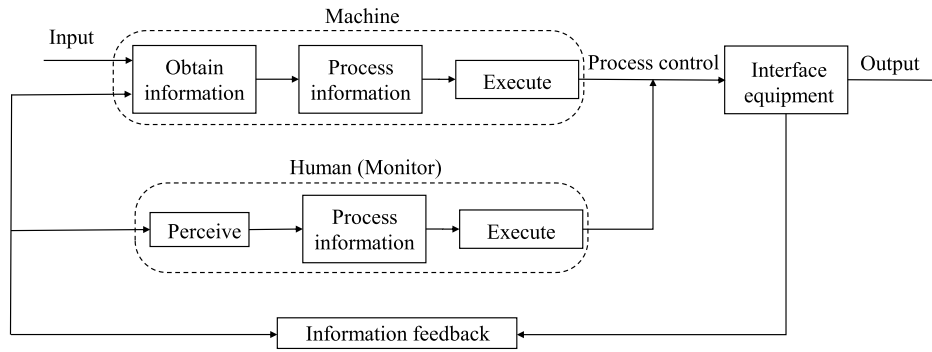 Machine
Input
Obtain
information
Process
information
Execute
Process control
Interface
equipment
Output
Human (Monitor)
Perceive
Process
information
Execute
Information feedback